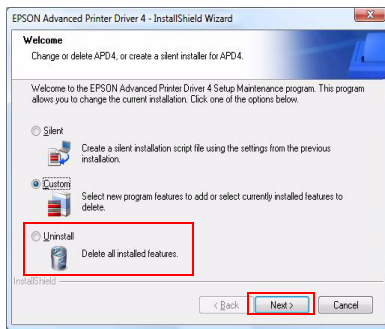 EPSON Advanced Printer Driver 4 - InstallShield Wizard
Welcome
Change or delete APD4, or create a silent installer for APD4.
Welcome to the EPSON Advanced Printer Driver 4 Setup Maintenance program. This program
allows you to change the current installation. Click one of the options below.
Silent
Create a silent installation script file using the settings from the previous
installation.
Custom
Select new program features to add or select currently installed features to
delete.
Uninstall
Delete all installed features.
InstallShield
< Back
Next >
Cancel